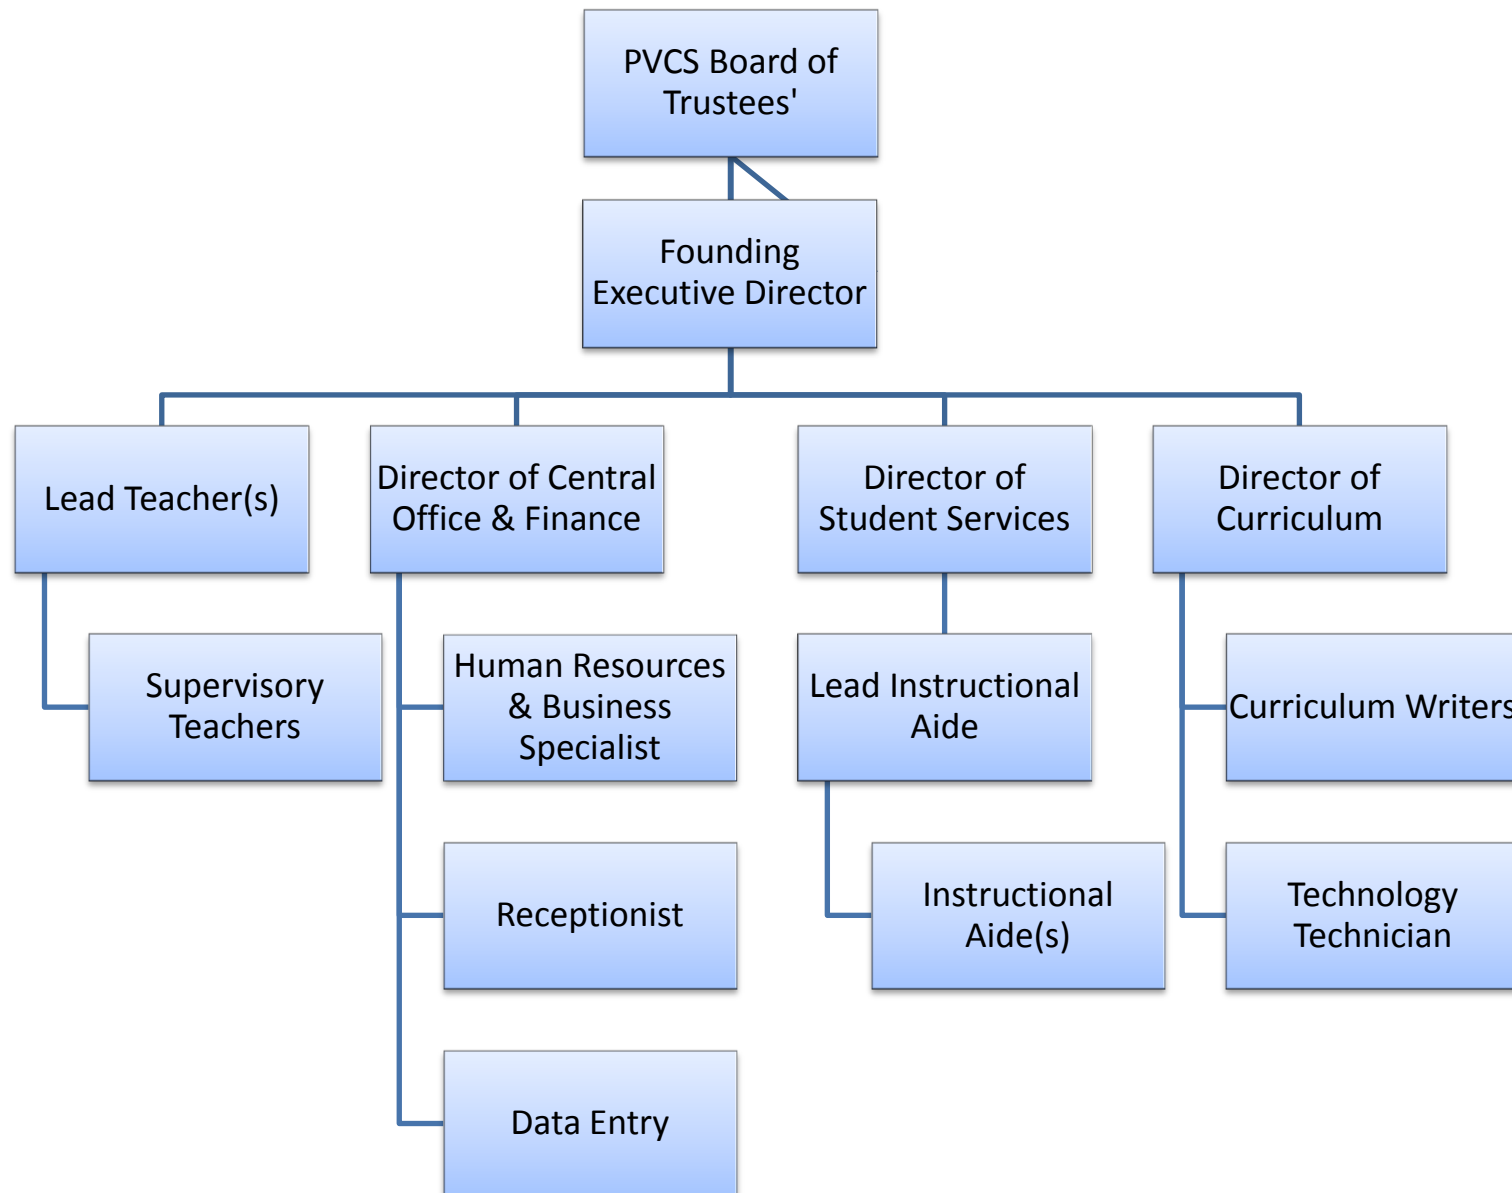 PVCS Board of
Trustees'
Founding
Executive Director
Lead Teacher(s)
Director of Central
Office & Finance
Director of
Student Services
Director of
Curriculum
Supervisory
Teachers
Human Resources
& Business
Specialist
Lead Instructional
Aide
Curriculum Writers
Receptionist
Instructional
Aide(s)
Technology
Technician
Data Entry